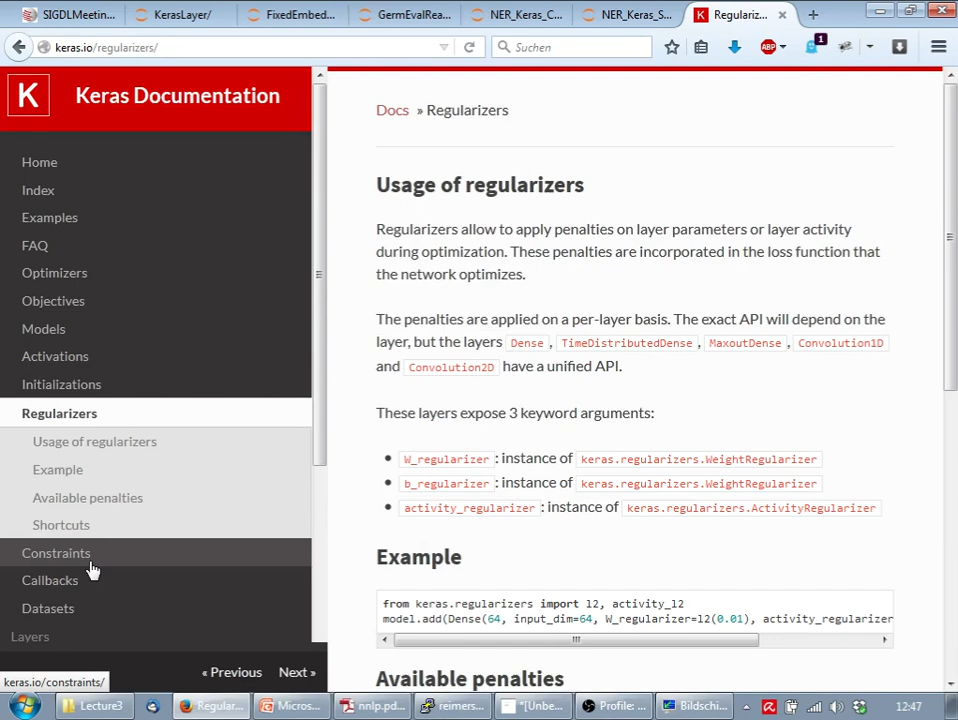 SIGDLMeetin...
KerasLayer/
FixedEmbed...
GermEvalRea...
NER_Keras_C...
NER_Keras_S...
K
Regulariz...
keras.io/regularizers/
Suchen
ABP
1
K
Keras Documentation
Home
Index
Examples
FAQ
Optimizers
Objectives
Models
Activations
Initializations
Regularizers
Usage of regularizers
Example
Available penalties
Shortcuts
Constraints
Callbacks
Datasets
Layers
« Previous
Next »
keras.io/constraints/
Docs » Regularizers
Usage of regularizers
Regularizers allow to apply penalties on layer parameters or layer activity
during optimization. These penalties are incorporated in the loss function that
the network optimizes.
The penalties are applied on a per-layer basis. The exact API will depend on the
layer, but the layers Dense , TimeDistributedDense , MaxoutDense , Convolution1D
and Convolution2D have a unified API.
These layers expose 3 keyword arguments:
W_regularizer : instance of keras.regularizers.WeightRegularizer
b_regularizer : instance of keras.regularizers.WeightRegularizer
activity_regularizer : instance of keras.regularizers.ActivityRegularizer
Example
from keras.regularizers import l2, activity_l2
model.add(Dense(64, input_dim=64, W_regularizer=l2(0.01), activity_regularizer
Available penalties
Lecture3
Regular...
Micros...
nnlp.pd...
reimers...
*[Unbe...
Profile: ...
Bildschi...
12:47